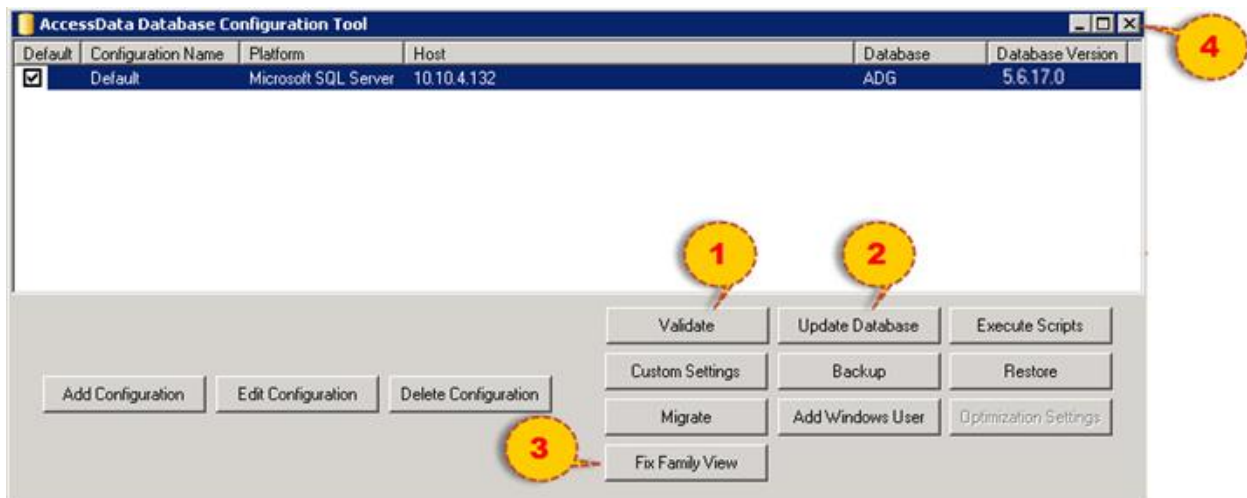 AccessData Database Configuration Tool
4
Default Configuration Name Platform Host Database Database Version
Default Microsoft SQL Server 10.10.4.132 ADG 5.6.17.0
1 2
Validate Update Database Execute Scripts
Custom Settings Backup Restore
Add Configuration Edit Configuration Delete Configuration
Migrate Add Windows User Optimization Settings
3
Fix Family View